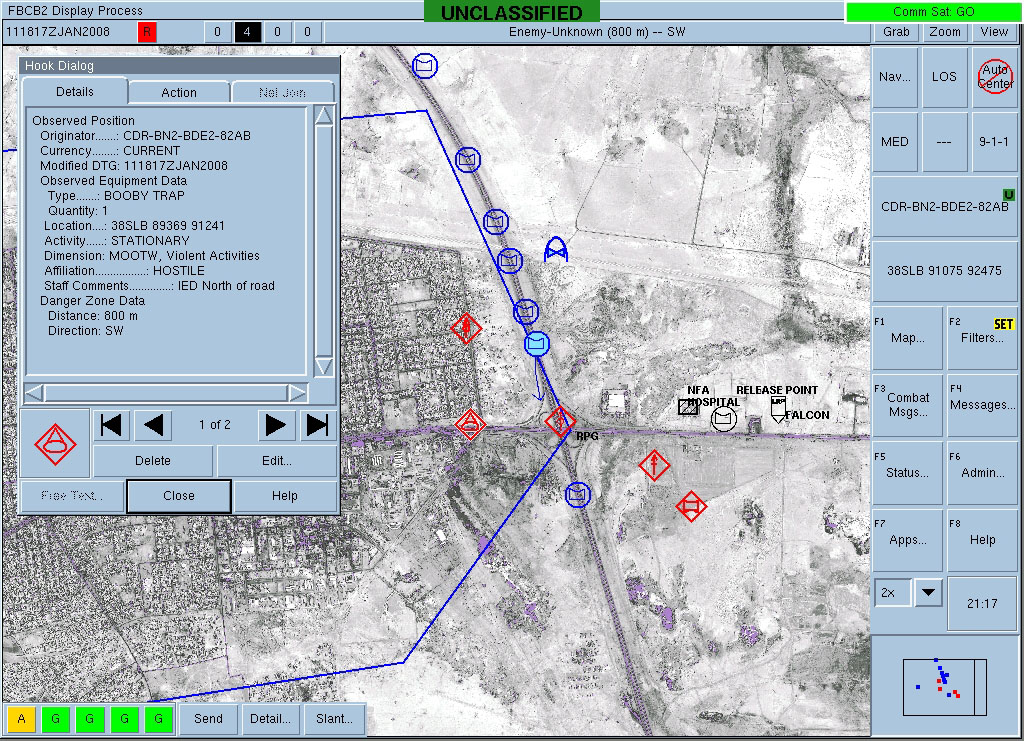 FBCB2 Display Process
UNCLASSIFIED
Comm Sat: GO
111817ZJAN2008
R
0
4
0
0
Enemy-Unknown (800 m) -- SW
Grab
Zoom
View
Hook Dialog
Details
Action
Net Join
Observed Position
Originator.......: CDR-BN2-BDE2-82AB
Currency.......: CURRENT
Modified DTG: 111817ZJAN2008
Observed Equipment Data
Type.......: BOOBY TRAP
Quantity: 1
Location....: 38SLB 89369 91241
Activity.....: STATIONARY
Dimension: MOOTW, Violent Activities
Affiliation.................: HOSTILE
Staff Comments.............: IED North of road
Danger Zone Data
Distance: 800 m
Direction: SW
1 of 2
Delete
Edit...
Free Text...
Close
Help
NFA
HOSPITAL
RELEASE POINT
LRP
FALCON
RPG
Nav...
LOS
Auto
Center
MED
---
9-1-1
U
CDR-BN2-BDE2-82AB
38SLB 91075 92475
F1
Map...
F2
SET
Filters...
F3
Combat
Msgs...
F4
Messages...
F5
Status...
F6
Admin...
F7
Apps...
F8
Help
2x
21:17
A
G
G
G
G
Send
Detail...
Slant...